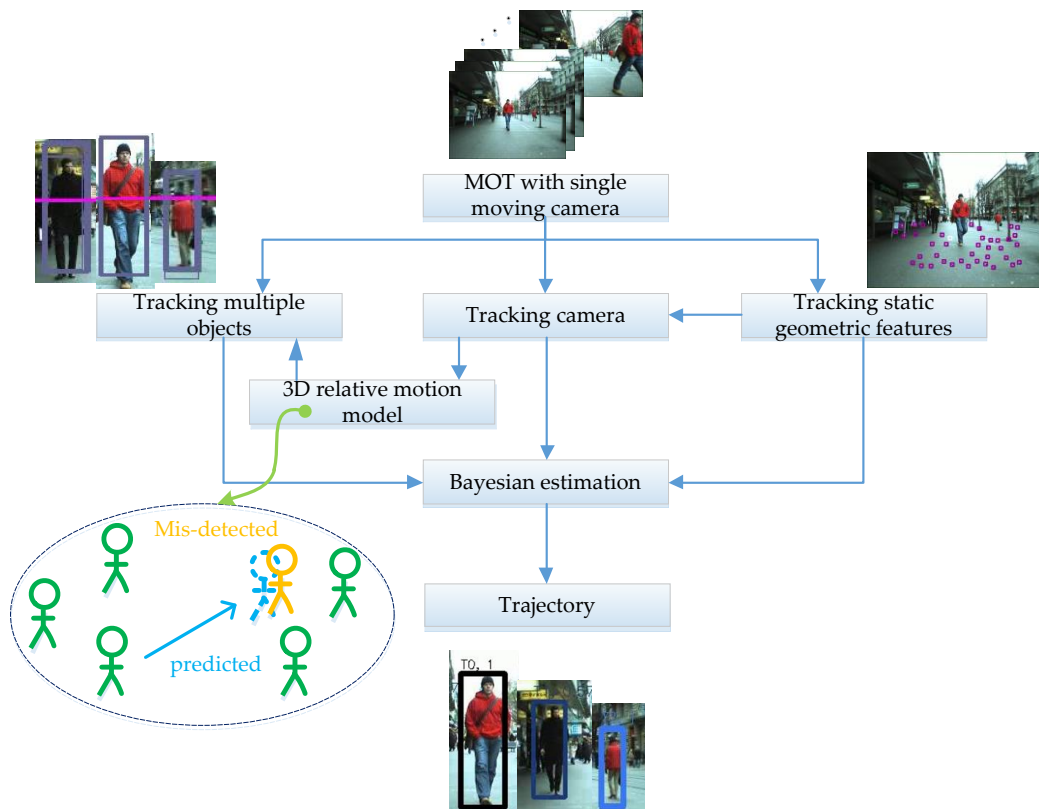 MOT with single
moving camera
Tracking multiple
objects
Tracking camera
Tracking static
geometric features
3D relative motion
model
Bayesian estimation
Mis-detected
predicted
Trajectory
TO, 1